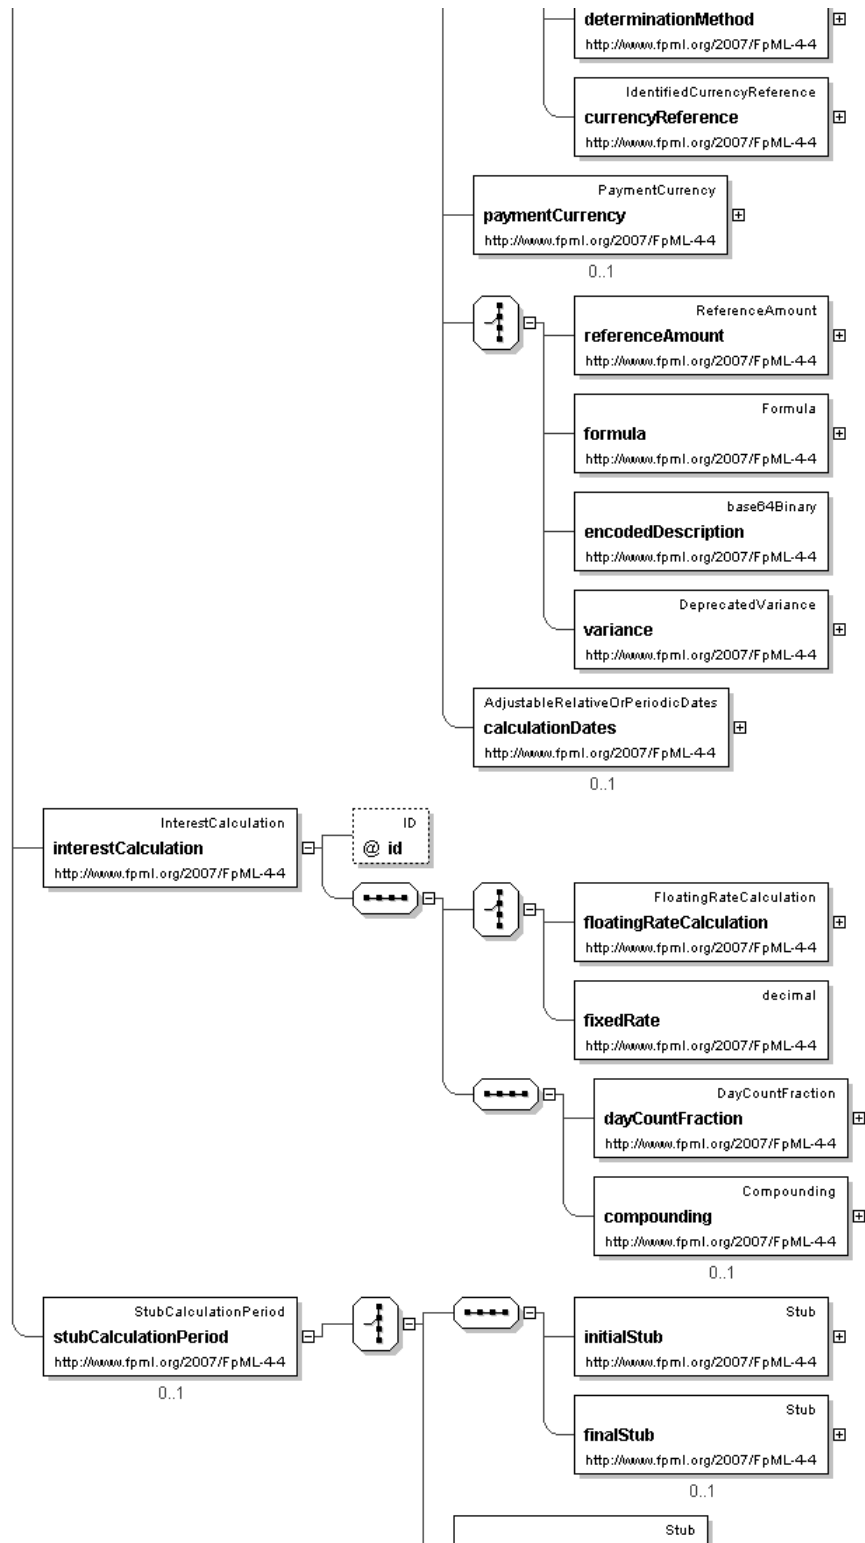 determinationMethod
http://www.fpml.org/2007/FpML-4-4
IdentifiedCurrencyReference
currencyReference
http://www.fpml.org/2007/FpML-4-4
PaymentCurrency
paymentCurrency
http://www.fpml.org/2007/FpML-4-4
0..1
ReferenceAmount
referenceAmount
http://www.fpml.org/2007/FpML-4-4
Formula
formula
http://www.fpml.org/2007/FpML-4-4
base64Binary
encodedDescription
http://www.fpml.org/2007/FpML-4-4
DeprecatedVariance
variance
http://www.fpml.org/2007/FpML-4-4
AdjustableRelativeOrPeriodicDates
calculationDates
http://www.fpml.org/2007/FpML-4-4
0..1
InterestCalculation
interestCalculation
http://www.fpml.org/2007/FpML-4-4
ID
@ id
FloatingRateCalculation
floatingRateCalculation
http://www.fpml.org/2007/FpML-4-4
decimal
fixedRate
http://www.fpml.org/2007/FpML-4-4
DayCountFraction
dayCountFraction
http://www.fpml.org/2007/FpML-4-4
Compounding
compounding
http://www.fpml.org/2007/FpML-4-4
0..1
StubCalculationPeriod
stubCalculationPeriod
http://www.fpml.org/2007/FpML-4-4
0..1
Stub
initialStub
http://www.fpml.org/2007/FpML-4-4
Stub
finalStub
http://www.fpml.org/2007/FpML-4-4
0..1
Stub